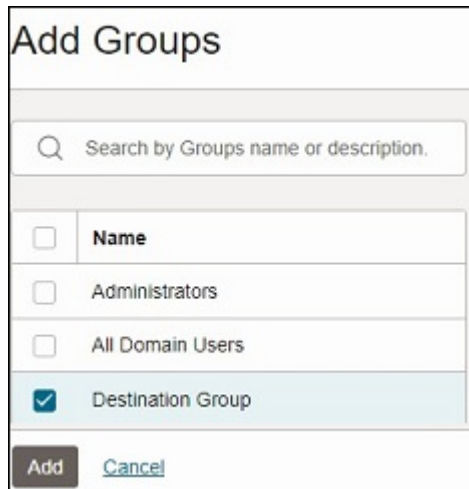 Add Groups
Search by Groups name or description.
Name
Administrators
All Domain Users
Destination Group
Add Cancel